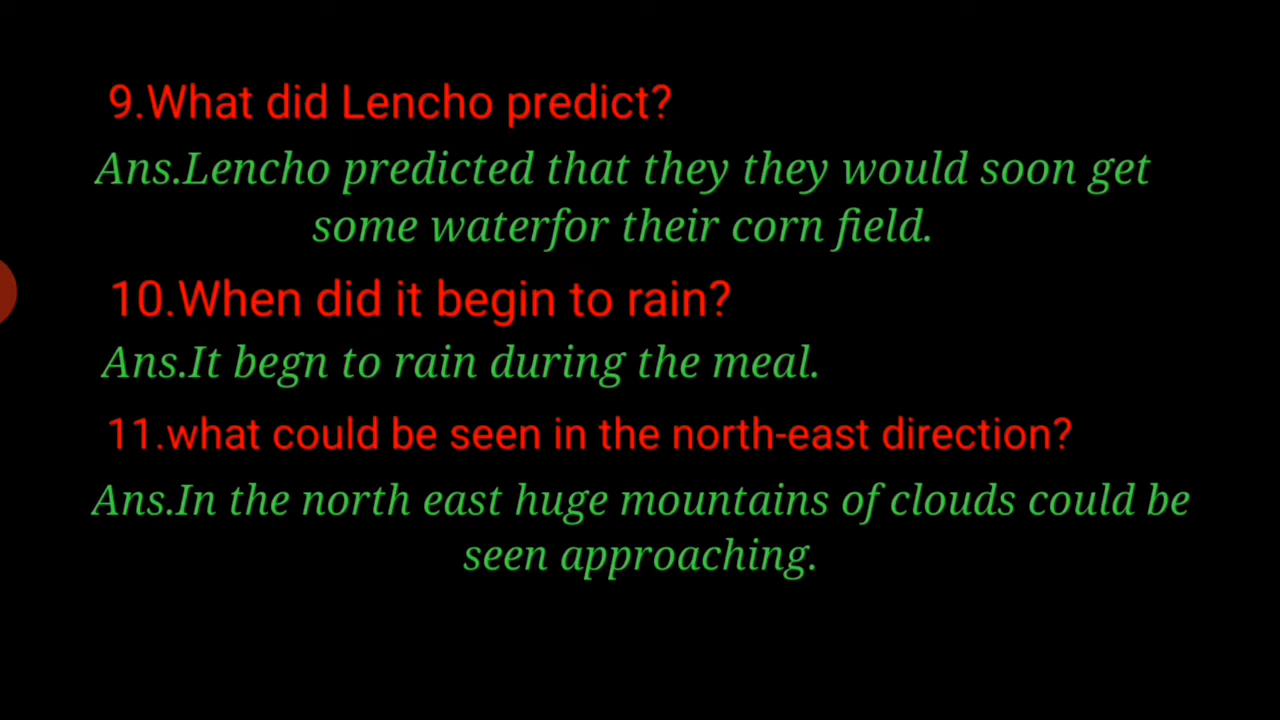 9.What did Lencho predict?
Ans.Lencho predicted that they they would soon get
some waterfor their corn field.
10.When did it begin to rain?
Ans.It begn to rain during the meal.
11.what could be seen in the north-east direction?
Ans.In the north east huge mountains of clouds could be
seen approaching.